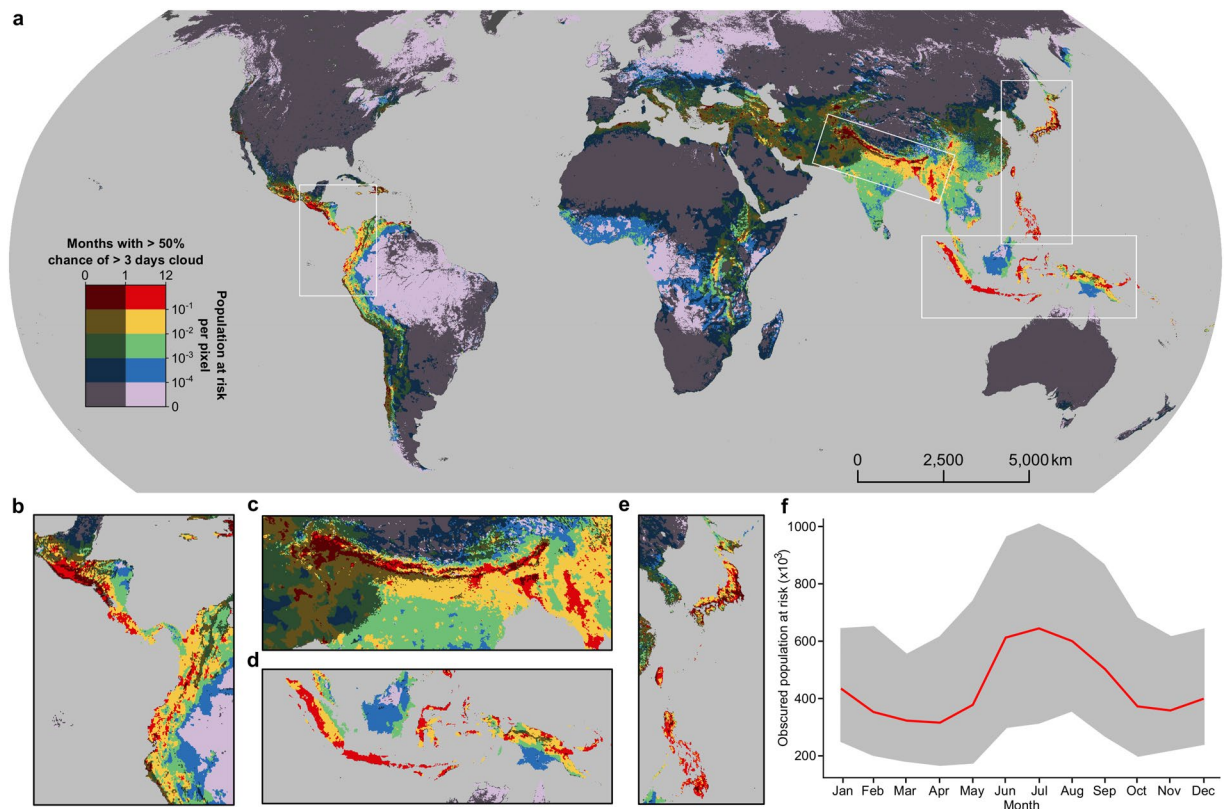 a
Months with > 50%
chance of > 3 days cloud
0 1 12
10⁻¹
10⁻²
10⁻³
10⁻⁴
0
Population at risk
per pixel
0 2,500 5,000 km
b
c
d
e
f
1000
800
600
400
200
Obscured population at risk (x10³)
Jan Feb Mar Apr May Jun Jul Aug Sep Oct Nov Dec
Month